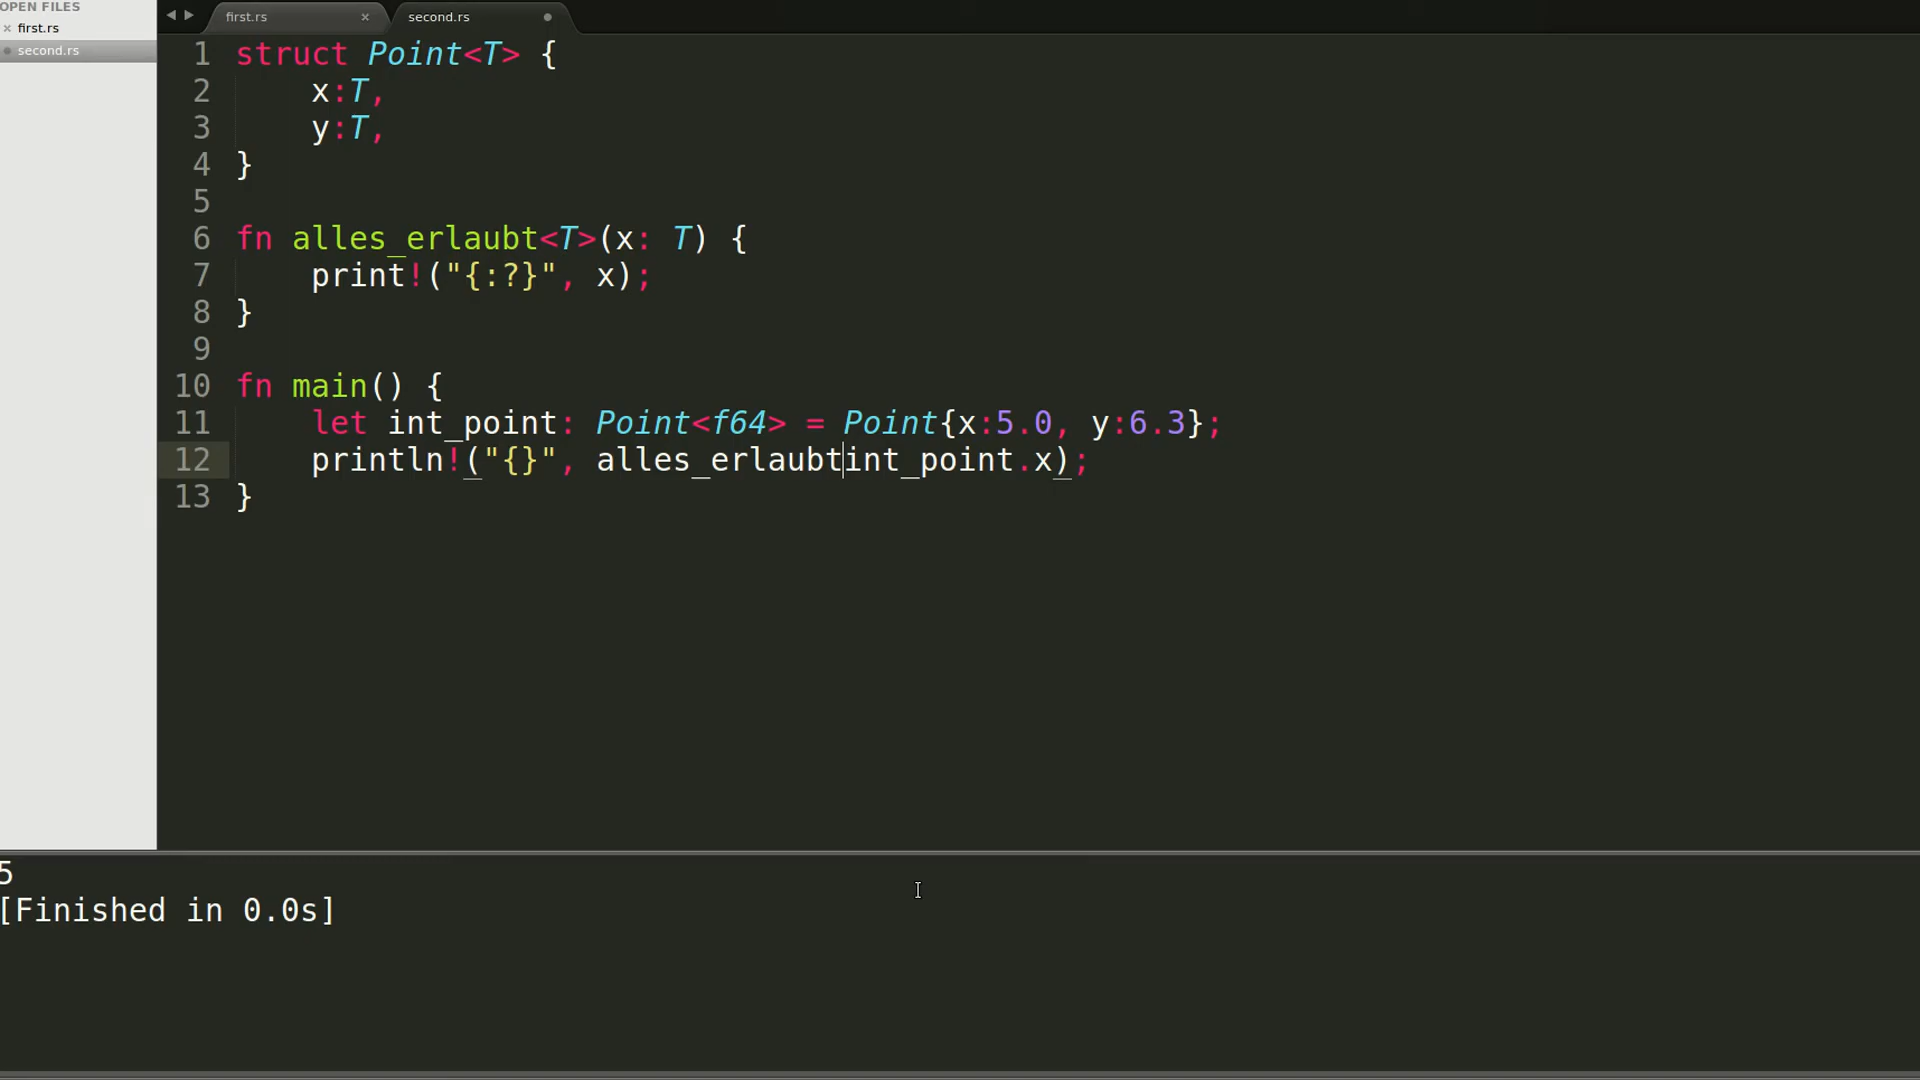 OPEN FILES
first.rs
second.rs
first.rs
second.rs
1 struct Point<T> {
2     x:T,
3     y:T,
4 }
5
6 fn alles_erlaubt<T>(x: T) {
7     print!("{:?}", x);
8 }
9
10 fn main() {
11     let int_point: Point<f64> = Point{x:5.0, y:6.3};
12     println!("{}", alles_erlaubtint_point.x);
13 }
5
[Finished in 0.0s]